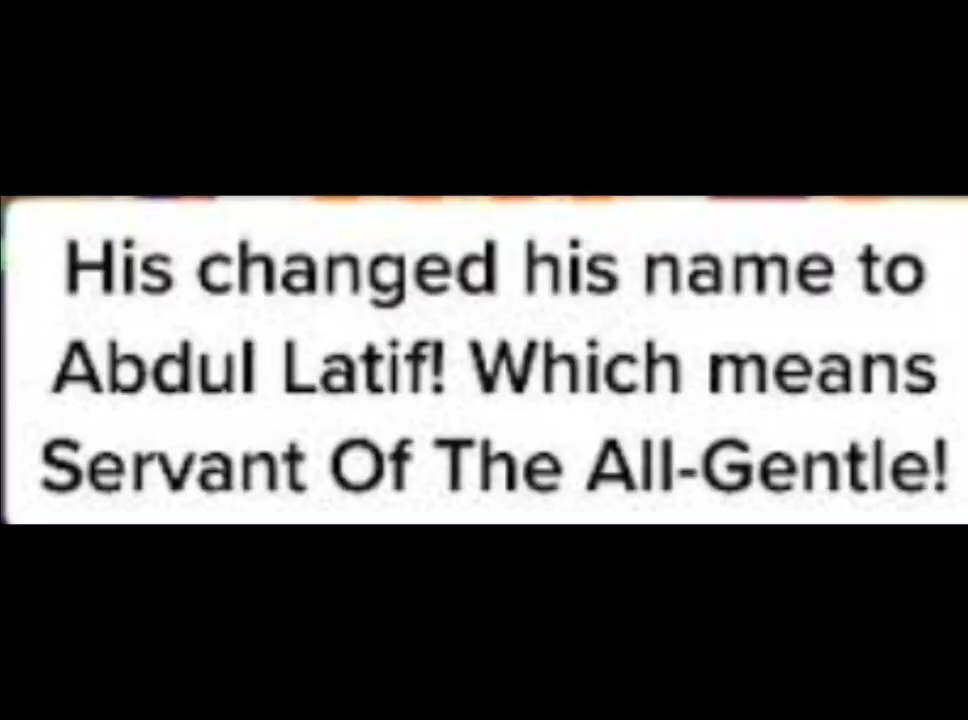 His changed his name to
Abdul Latif! Which means
Servant Of The All-Gentle!